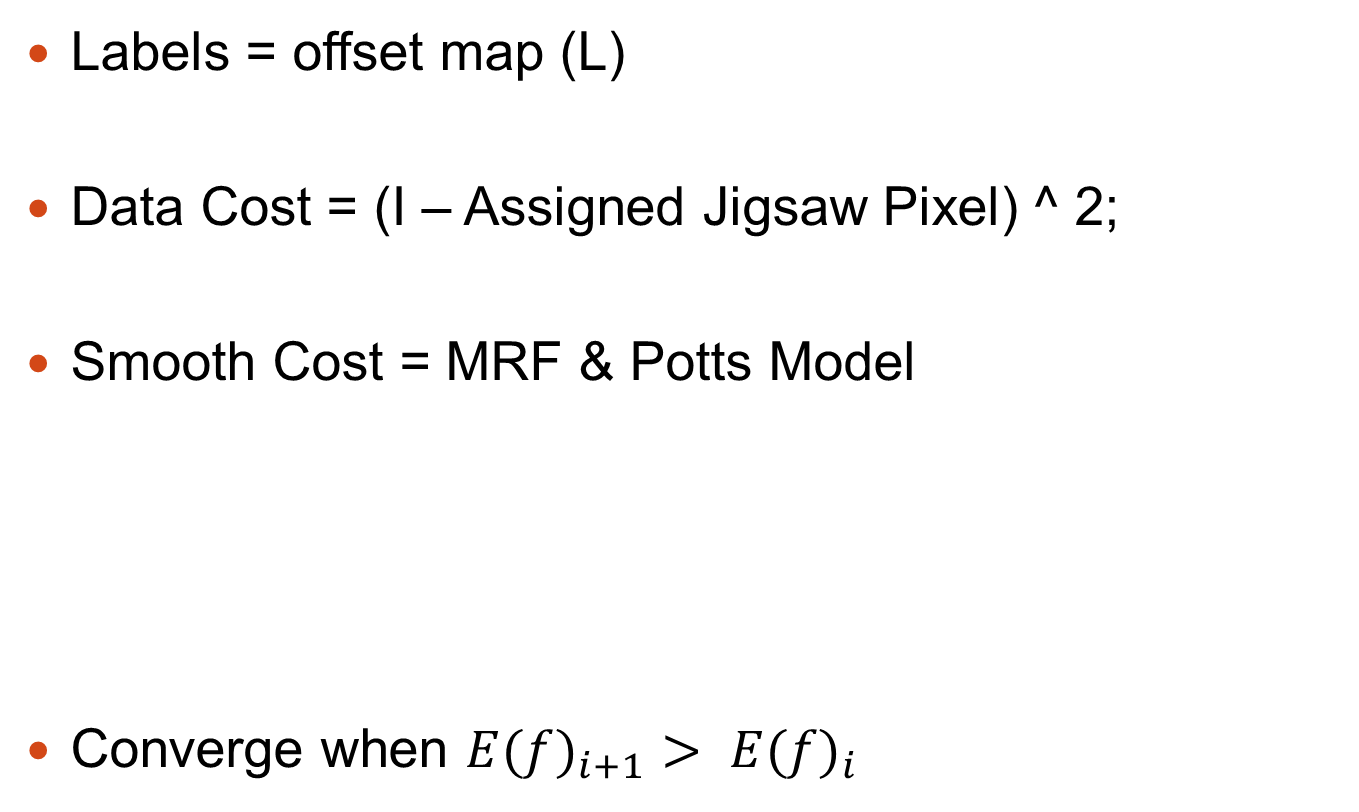 • Labels = offset map (L)
• Data Cost = (I – Assigned Jigsaw Pixel) ^ 2;
• Smooth Cost = MRF & Potts Model
• Converge when E(f)ᵢ₊₁ > E(f)ᵢ